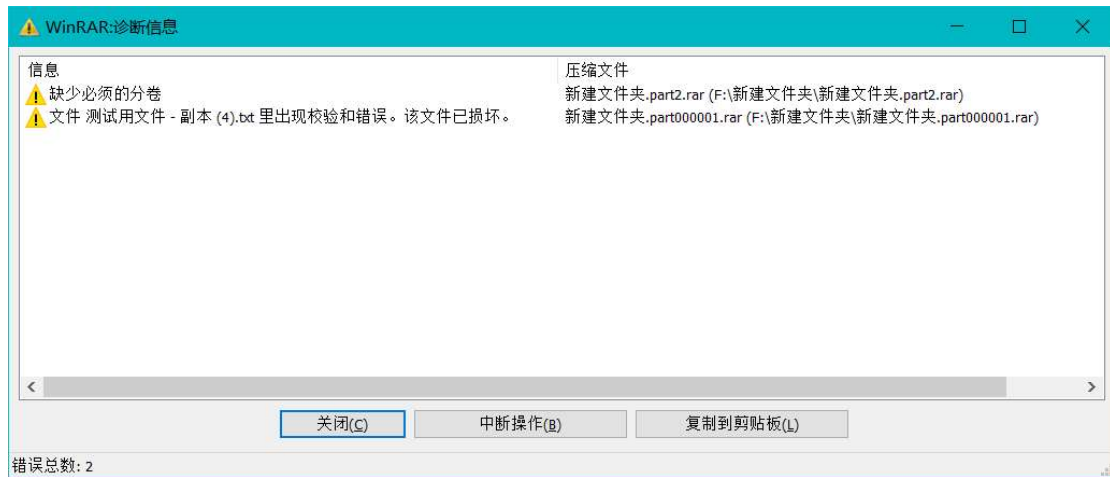 WinRAR:诊断信息
信息 压缩文件
缺少必须的分卷 新建文件夹.part2.rar (F:\新建文件夹\新建文件夹.part2.rar)
文件 测试用文件 - 副本 (4).txt 里出现校验和错误。该文件已损坏。 新建文件夹.part000001.rar (F:\新建文件夹\新建文件夹.part000001.rar)
关闭(C) 中断操作(B) 复制到剪贴板(L)
错误总数: 2